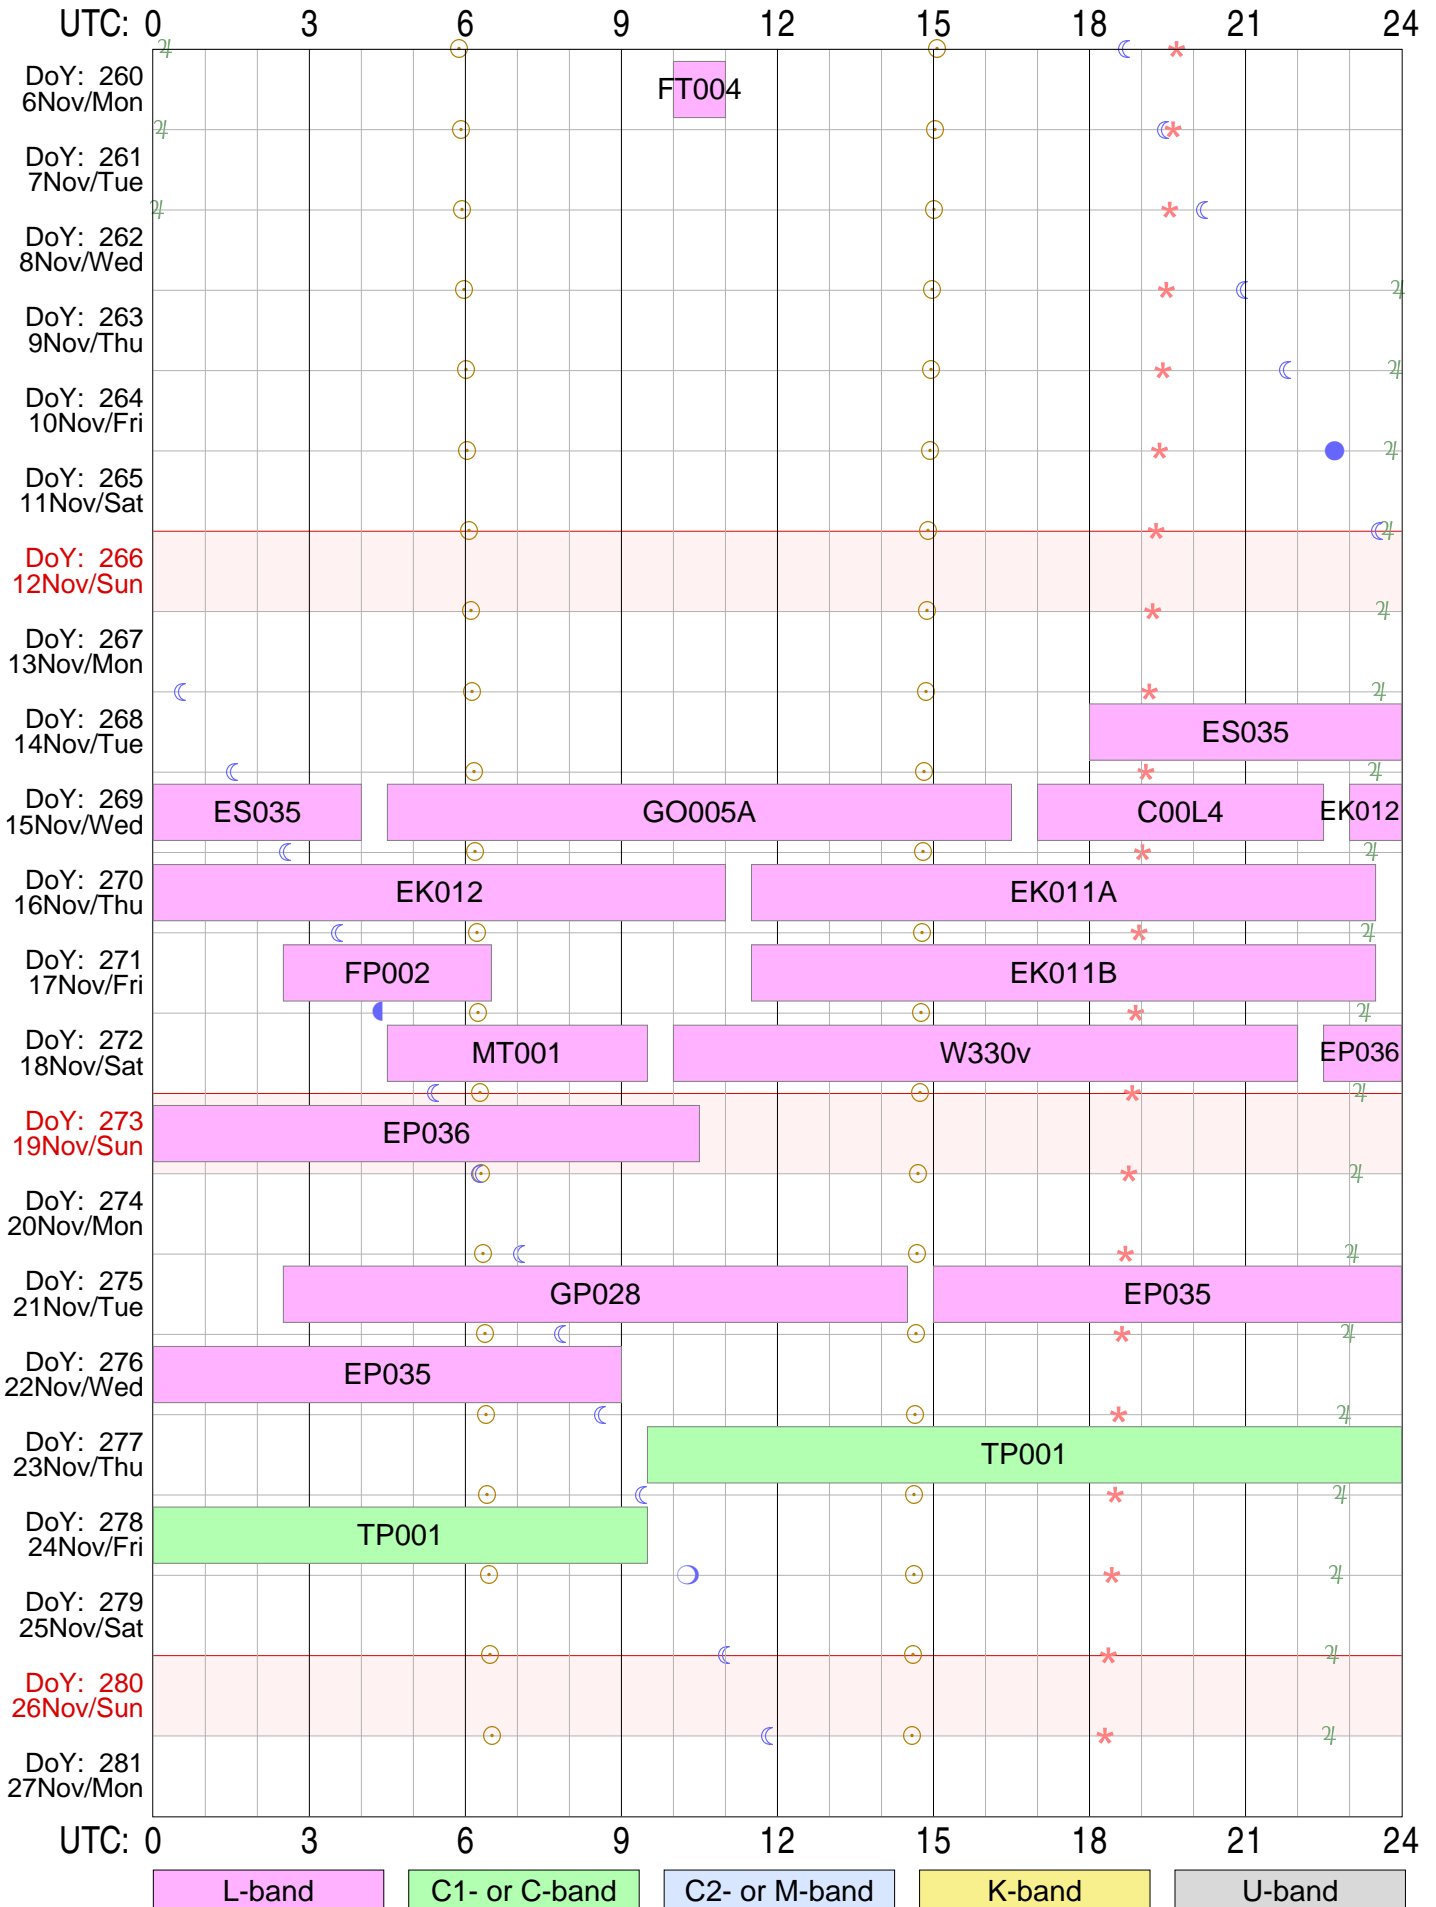 UTC: 0 3 6 9 12 15 18 21 24
DoY: 260
6Nov/Mon
FT004
DoY: 261
7Nov/Tue
DoY: 262
8Nov/Wed
DoY: 263
9Nov/Thu
DoY: 264
10Nov/Fri
DoY: 265
11Nov/Sat
DoY: 266
12Nov/Sun
DoY: 267
13Nov/Mon
DoY: 268
14Nov/Tue
ES035
DoY: 269
15Nov/Wed
ES035 GO005A C00L4 EK012
DoY: 270
16Nov/Thu
EK012 EK011A
DoY: 271
17Nov/Fri
FP002 EK011B
DoY: 272
18Nov/Sat
MT001 W330v EP036
DoY: 273
19Nov/Sun
EP036
DoY: 274
20Nov/Mon
DoY: 275
21Nov/Tue
GP028 EP035
DoY: 276
22Nov/Wed
EP035
DoY: 277
23Nov/Thu
TP001
DoY: 278
24Nov/Fri
TP001
DoY: 279
25Nov/Sat
DoY: 280
26Nov/Sun
DoY: 281
27Nov/Mon
UTC: 0 3 6 9 12 15 18 21 24
L-band C1- or C-band C2- or M-band K-band U-band